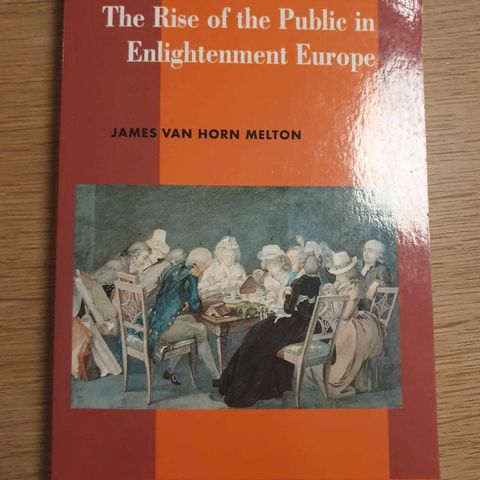 The Rise of the Public in
Enlightenment Europe
JAMES VAN HORN MELTON